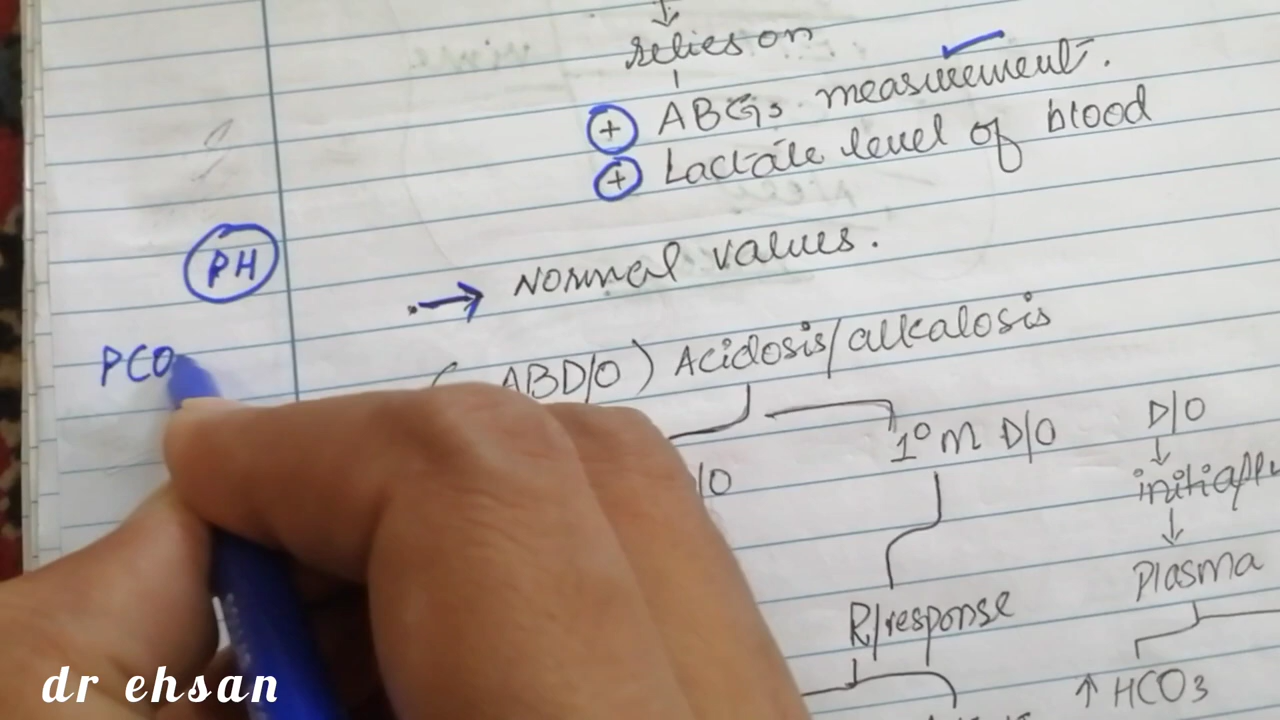 relies on
+ ABGs measurement.
+ Lactate level of blood
PH
→ Normal values.
PCO
ABD/O) Acidosis/alkalosis
1° M D/O
D/O
/O
Plasma
R/response
↑ HCO3
dr ehsan